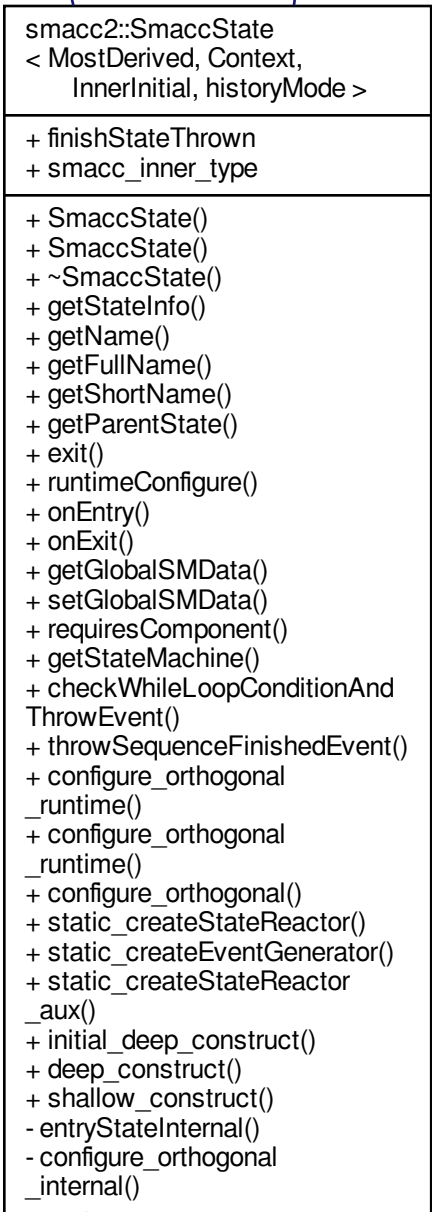 smacc2::SmaccState
< MostDerived, Context,
InnerInitial, historyMode >
+ finishStateThrown
+ smacc_inner_type
+ SmaccState()
+ SmaccState()
+ ~SmaccState()
+ getStateInfo()
+ getName()
+ getFullName()
+ getShortName()
+ getParentState()
+ exit()
+ runtimeConfigure()
+ onEntry()
+ onExit()
+ getGlobalSMData()
+ setGlobalSMData()
+ requiresComponent()
+ getStateMachine()
+ checkWhileLoopConditionAnd
ThrowEvent()
+ throwSequenceFinishedEvent()
+ configure_orthogonal
_runtime()
+ configure_orthogonal
_runtime()
+ configure_orthogonal()
+ static_createStateReactor()
+ static_createEventGenerator()
+ static_createStateReactor
_aux()
+ initial_deep_construct()
+ deep_construct()
+ shallow_construct()
- entryStateInternal()
- configure_orthogonal
_internal()